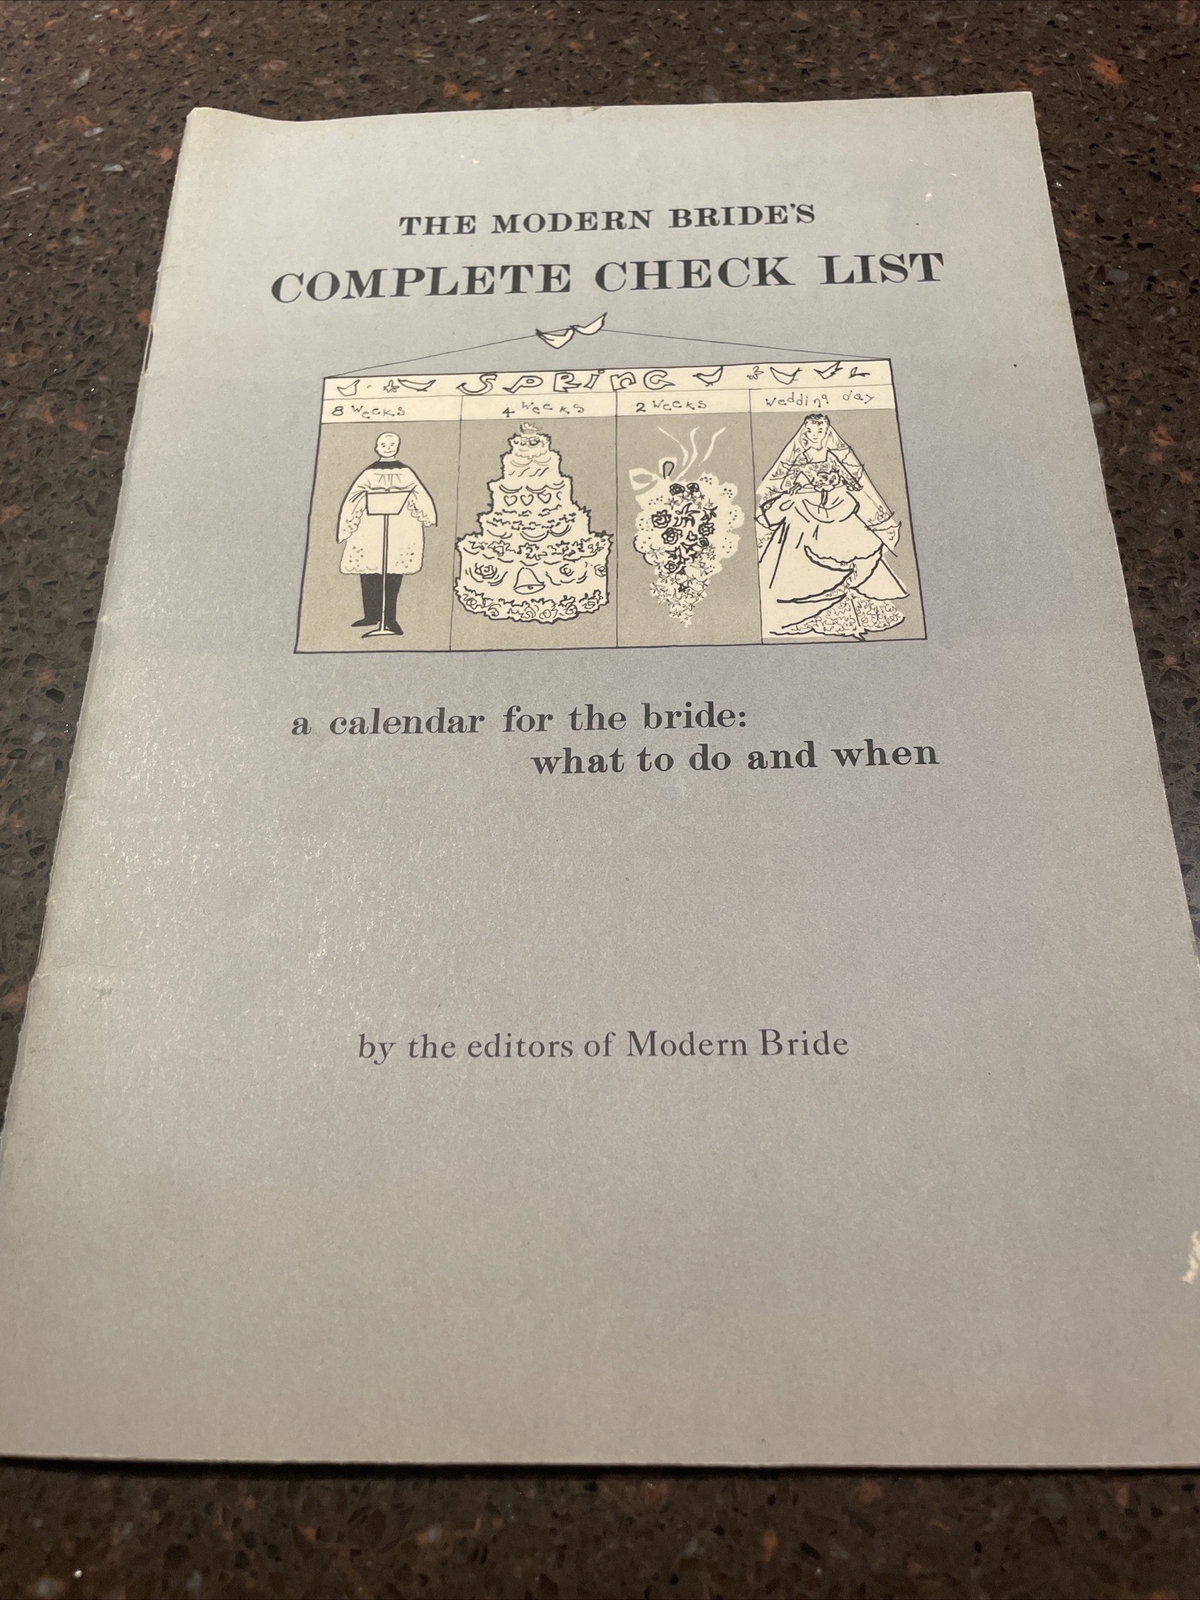 THE MODERN BRIDE'S
COMPLETE CHECK LIST
SPRING
8 weeks
4 weeks
2 weeks
wedding day
a calendar for the bride:
what to do and when
by the editors of Modern Bride